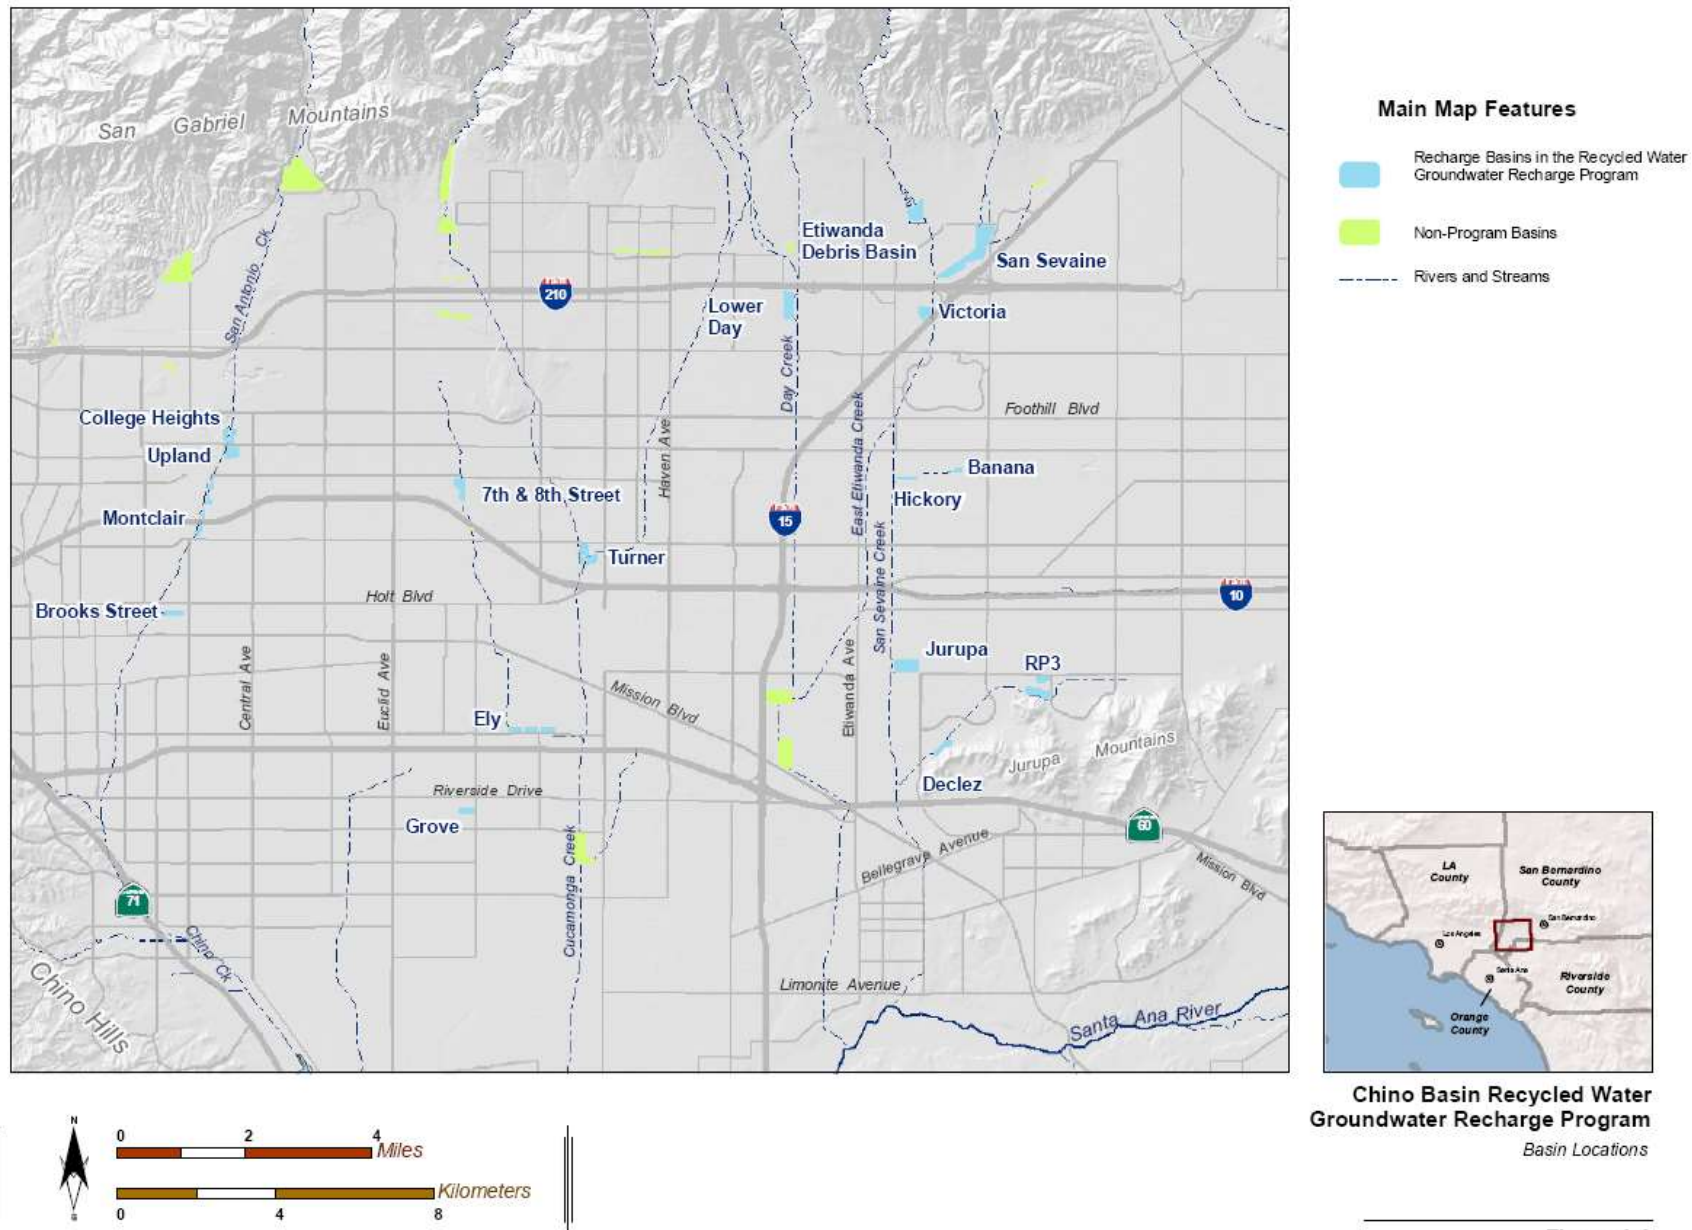 San Gabriel Mountains
Main Map Features
Recharge Basins in the Recycled Water
Groundwater Recharge Program
Non-Program Basins
Rivers and Streams
San Antonio Ck
Etiwanda
Debris Basin
San Sevaine
210
Lower
Day
Victoria
Day Creek
College Heights
Foothill Blvd
Upland
East Etiwanda Creek
Haven Ave
Banana
7th & 8th Street
Hickory
Montclair
15
San Sevaine Creek
Turner
Holt Blvd
10
Brooks Street
Jurupa
RP3
Central Ave
Euclid Ave
Etiwanda Ave
Mission Blvd
Ely
Jurupa Mountains
Declez
Riverside Drive
Grove
60
Cucamonga Creek
Bellegrave Avenue
Mission Blvd
71
Chino Ck
Chino Hills
Limonite Avenue
Santa Ana River
LA
County
San Bernardino
County
San Bernardino
Los Angeles
Santa Ana
Riverside
County
Orange
County
Chino Basin Recycled Water
Groundwater Recharge Program
Basin Locations
N
0 2 4
Miles
Kilometers
0 4 8
S